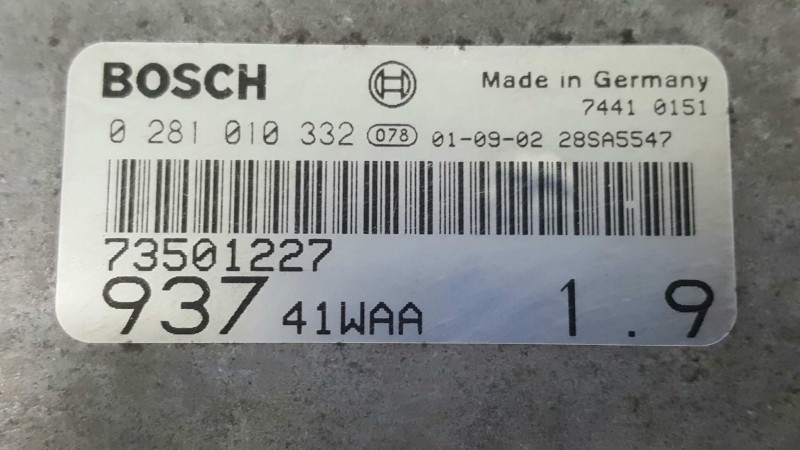 BOSCH Made in Germany
7441 0151
0 281 010 332 078 01-09-02 28SA5547
73501227
937 41WAA 1.9